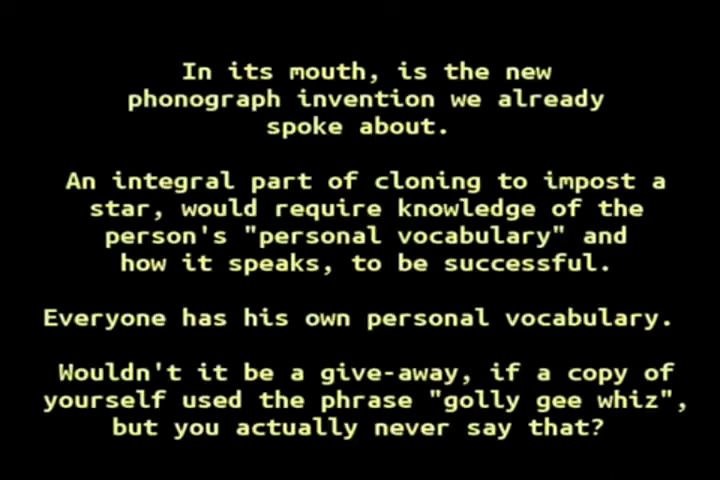 In its mouth, is the new
phonograph invention we already
spoke about.
An integral part of cloning to impost a
star, would require knowledge of the
person's "personal vocabulary" and
how it speaks, to be successful.
Everyone has his own personal vocabulary.
Wouldn't it be a give-away, if a copy of
yourself used the phrase "golly gee whiz",
but you actually never say that?